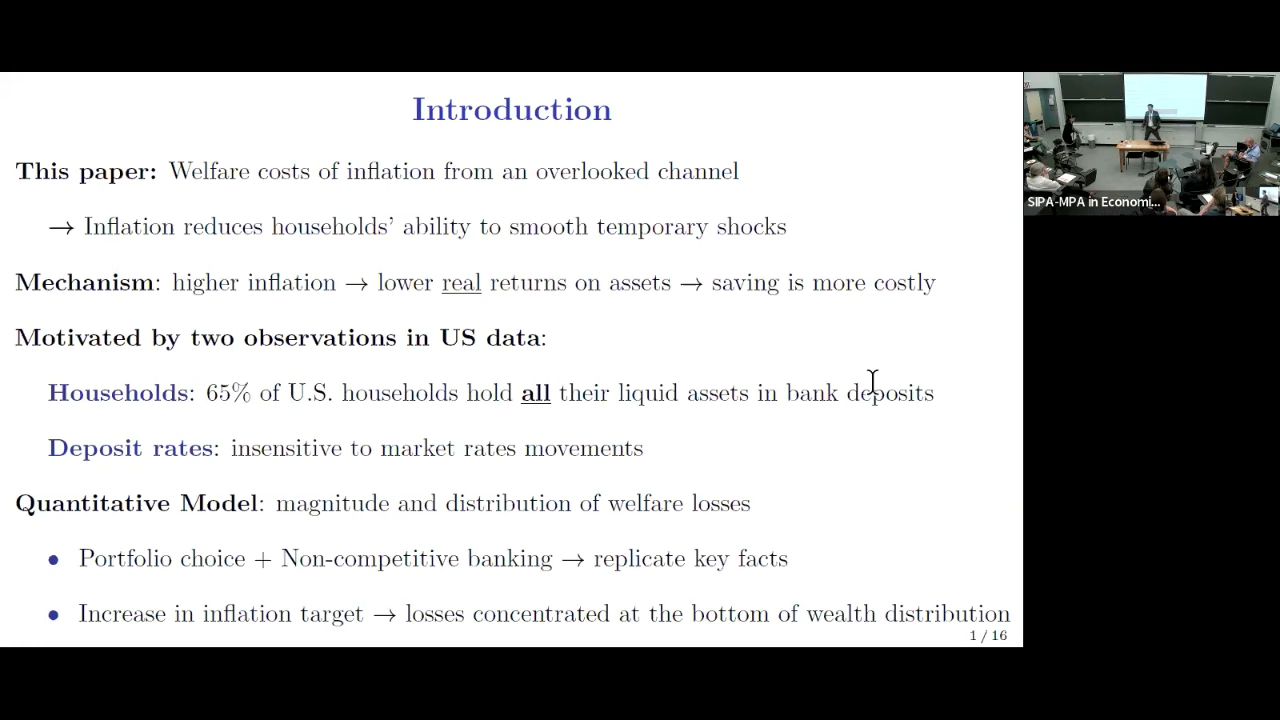 Introduction
This paper: Welfare costs of inflation from an overlooked channel
→ Inflation reduces households' ability to smooth temporary shocks
Mechanism: higher inflation → lower real returns on assets → saving is more costly
Motivated by two observations in US data:
Households: 65% of U.S. households hold all their liquid assets in bank deposits
Deposit rates: insensitive to market rates movements
Quantitative Model: magnitude and distribution of welfare losses
• Portfolio choice + Non-competitive banking → replicate key facts
• Increase in inflation target → losses concentrated at the bottom of wealth distribution
1 / 16
SIPA-MPA in Economi...